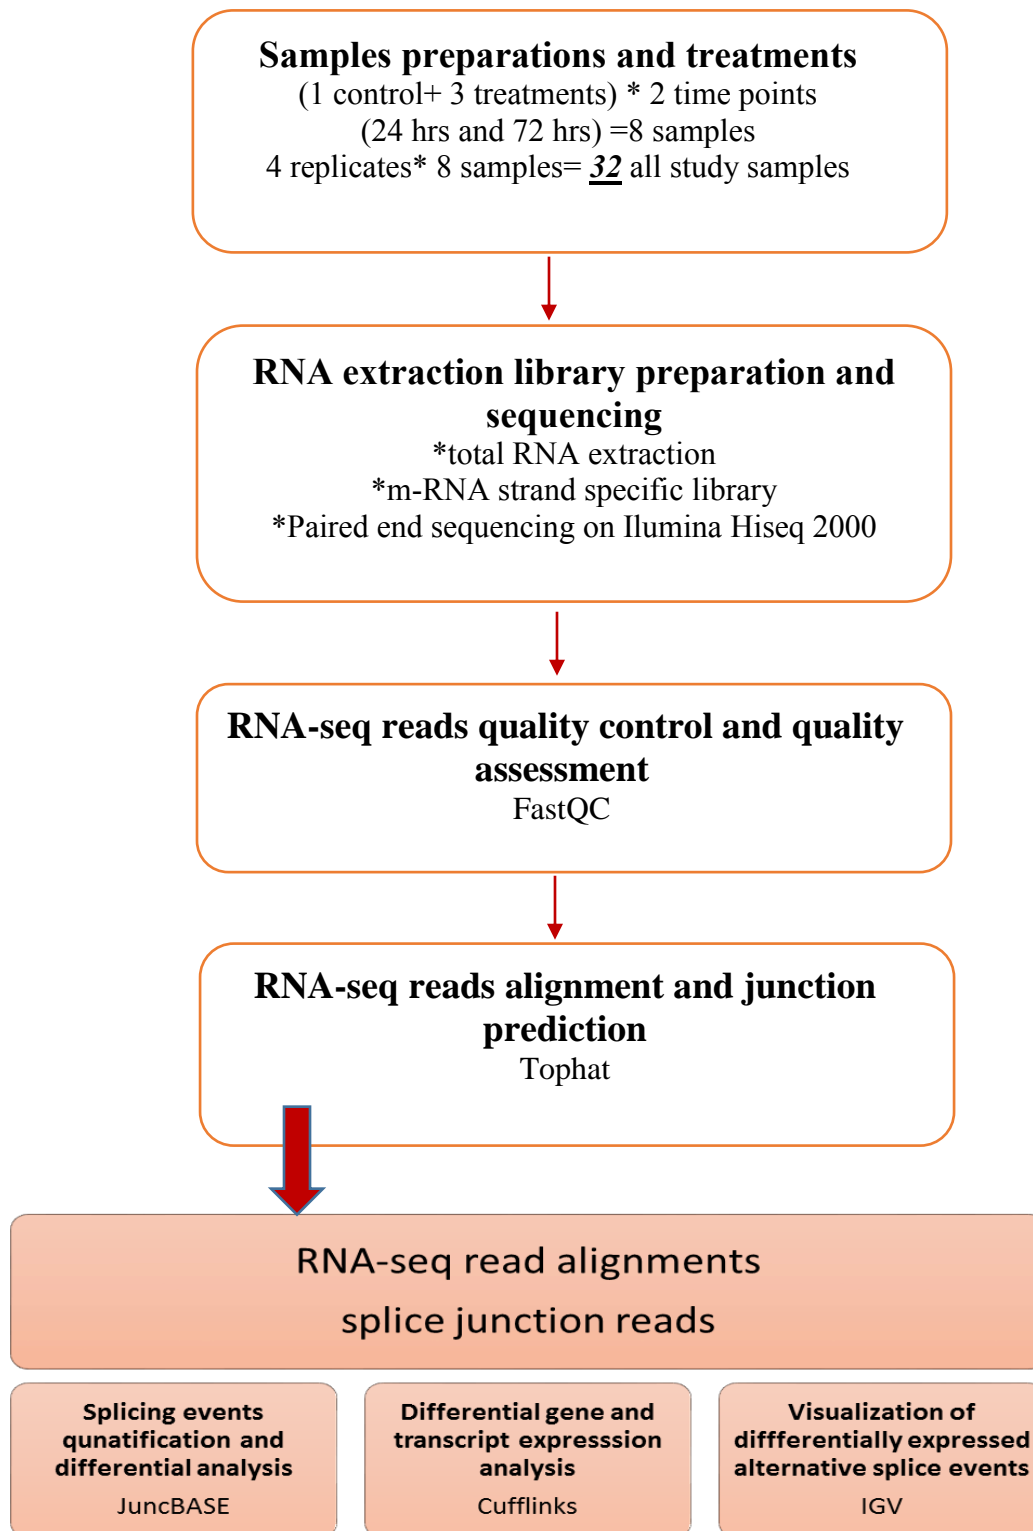 Samples preparations and treatments
(1 control+ 3 treatments) * 2 time points
(24 hrs and 72 hrs) =8 samples
4 replicates* 8 samples= 32 all study samples
RNA extraction library preparation and
sequencing
*total RNA extraction
*m-RNA strand specific library
*Paired end sequencing on Ilumina Hiseq 2000
RNA-seq reads quality control and quality
assessment
FastQC
RNA-seq reads alignment and junction
prediction
Tophat
RNA-seq read alignments
splice junction reads
Splicing events
qunatification and
differential analysis
JuncBASE
Differential gene and
transcript expresssion
analysis
Cufflinks
Visualization of
diffferentially expressed
alternative splice events
IGV